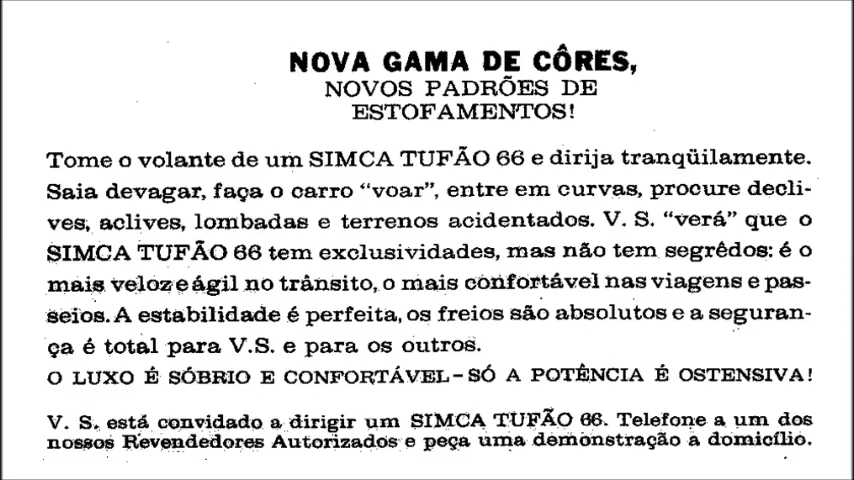 NOVA GAMA DE CÔRES,
NOVOS PADRÕES DE
ESTOFAMENTOS!
Tome o volante de um SIMCA TUFÃO 66 e dirija tranqüilamente.
Saia devagar, faça o carro "voar", entre em curvas, procure decli-
ves, aclives, lombadas e terrenos acidentados. V. S. "verá" que o
SIMCA TUFÃO 66 tem exclusividades, mas não tem segrêdos: é o
mais veloz e ágil no trânsito, o mais confortável nas viagens e pas-
seios. A estabilidade é perfeita, os freios são absolutos e a seguran-
ça é total para V.S. e para os outros.
O LUXO É SÓBRIO E CONFORTÁVEL - SÓ A POTÊNCIA É OSTENSIVA!
V. S. está convidado a dirigir um SIMCA TUFÃO 66. Telefone a um dos
nossos Revendedores Autorizados e peça uma demonstração a domicílio.